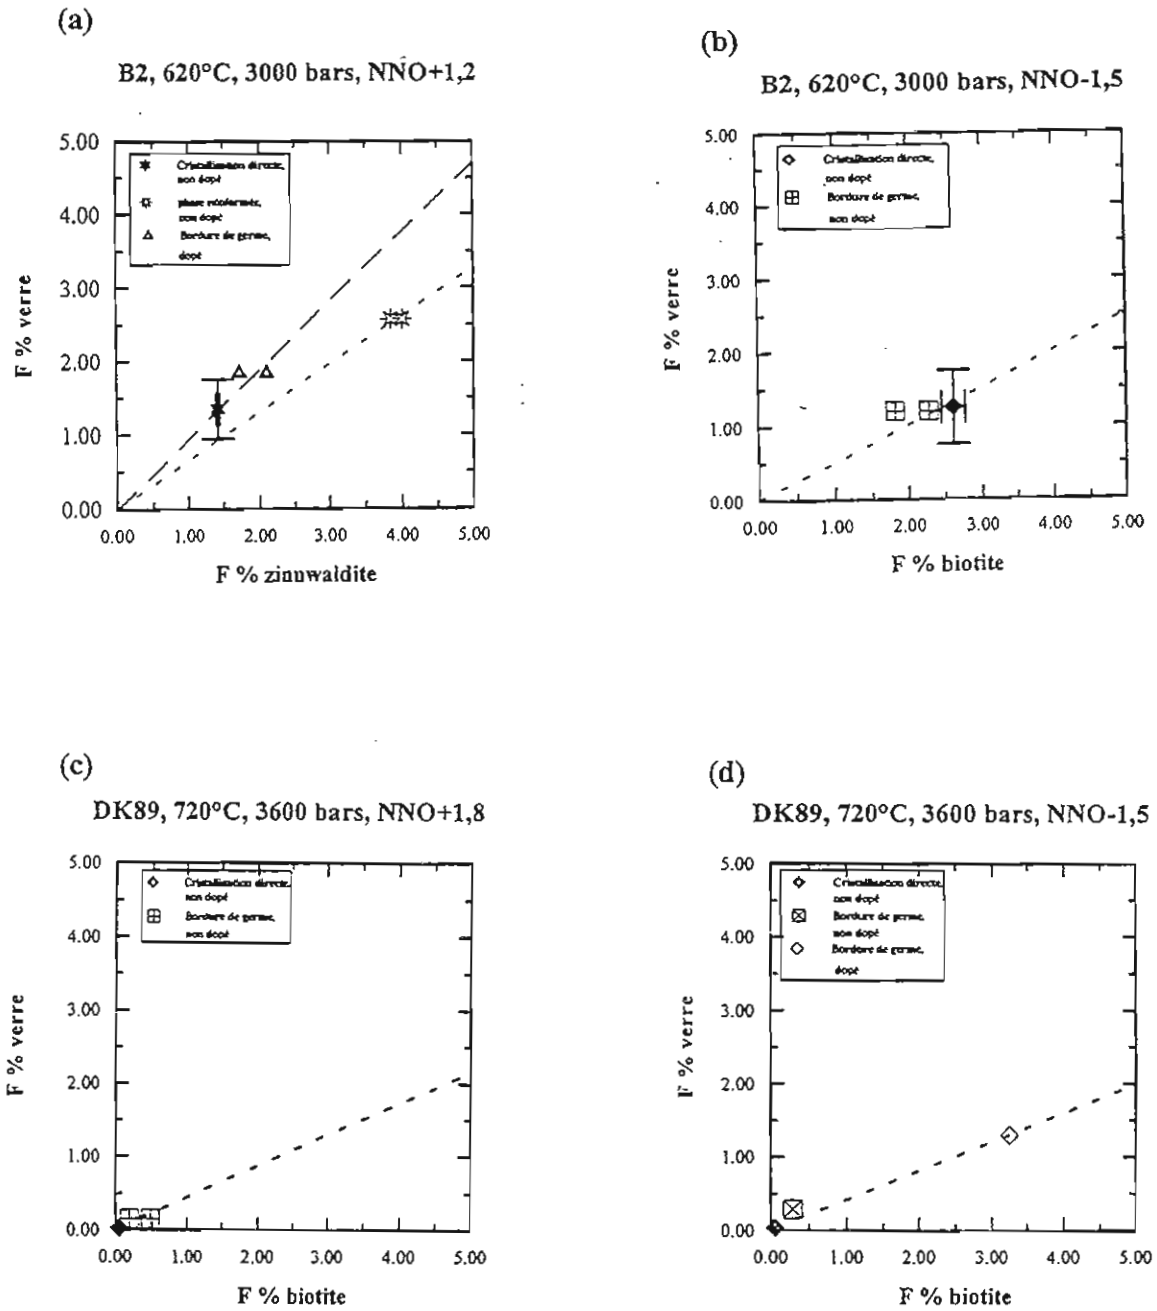 (a)
B2, 620°C, 3000 bars, NNO+1,2
5.00
4.00
3.00
2.00
1.00
0.00
F % verre
Cristallisation directe,
non dopé
phase néoformée,
non dopé
Bordure de germe,
dopé
0.00 1.00 2.00 3.00 4.00 5.00
F % zinnwaldite
(b)
B2, 620°C, 3000 bars, NNO-1,5
5.00
4.00
3.00
2.00
1.00
0.00
F % verre
Cristallisation directe,
non dopé
Bordure de germe,
non dopé
0.00 1.00 2.00 3.00 4.00 5.00
F % biotite
(c)
DK89, 720°C, 3600 bars, NNO+1,8
5.00
4.00
3.00
2.00
1.00
0.00
F % verre
Cristallisation directe,
non dopé
Bordure de germe,
non dopé
0.00 1.00 2.00 3.00 4.00 5.00
F % biotite
(d)
DK89, 720°C, 3600 bars, NNO-1,5
5.00
4.00
3.00
2.00
1.00
0.00
F % verre
Cristallisation directe,
non dopé
Bordure de germe,
non dopé
Bordure de germe,
dopé
0.00 1.00 2.00 3.00 4.00 5.00
F % biotite